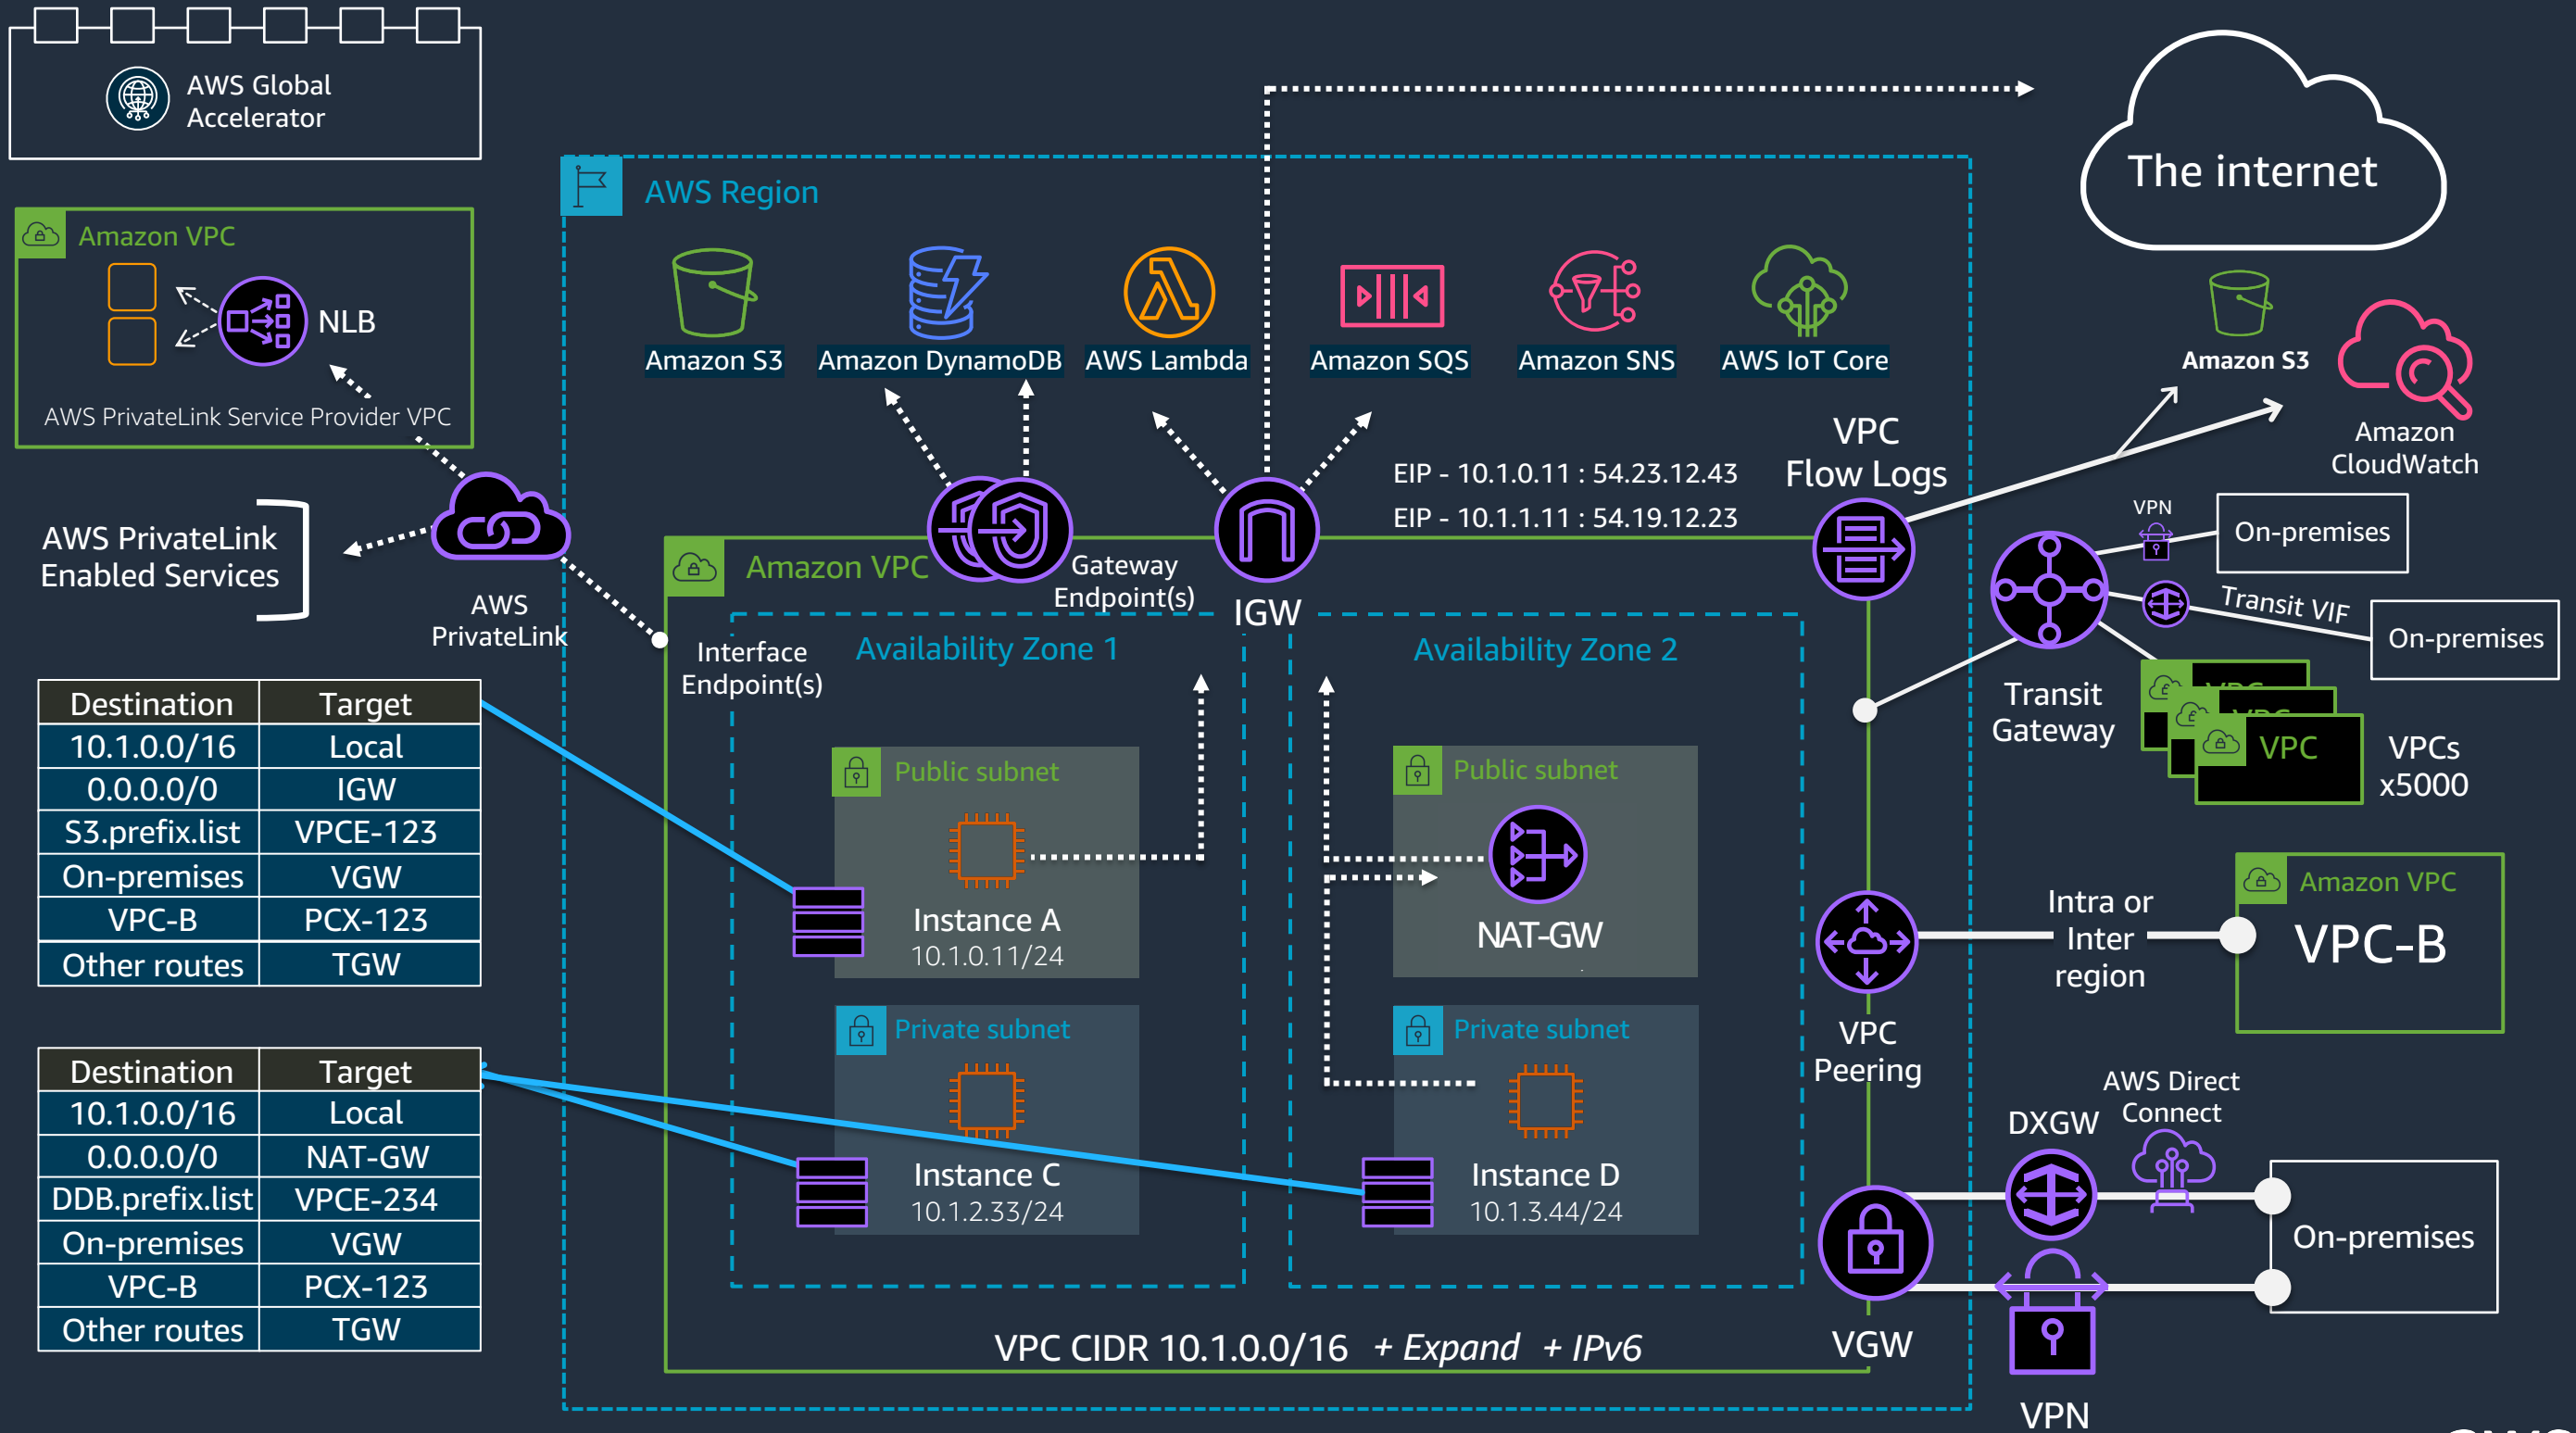 AWS Global
Accelerator
Amazon VPC
NLB
AWS PrivateLink Service Provider VPC
AWS PrivateLink
Enabled Services
AWS
PrivateLink
Destination Target
10.1.0.0/16 Local
0.0.0.0/0 IGW
S3.prefix.list VPCE-123
On-premises VGW
VPC-B PCX-123
Other routes TGW
Destination Target
10.1.0.0/16 Local
0.0.0.0/0 NAT-GW
DDB.prefix.list VPCE-234
On-premises VGW
VPC-B PCX-123
Other routes TGW
AWS Region
Amazon S3
Amazon DynamoDB
AWS Lambda
Amazon SQS
Amazon SNS
AWS IoT Core
EIP - 10.1.0.11 : 54.23.12.43
EIP - 10.1.1.11 : 54.19.12.23
VPC
Flow Logs
Amazon VPC
Gateway
Endpoint(s)
IGW
Interface
Endpoint(s)
Availability Zone 1
Availability Zone 2
Public subnet
Instance A
10.1.0.11/24
Public subnet
NAT-GW
Private subnet
Instance C
10.1.2.33/24
Private subnet
Instance D
10.1.3.44/24
VPC CIDR 10.1.0.0/16 + Expand + IPv6
The internet
Amazon S3
Amazon
CloudWatch
VPN
On-premises
Transit VIF
On-premises
Transit
Gateway
VPC
VPC
VPC
VPCs
x5000
VPC
Peering
Intra or
Inter
region
Amazon VPC
VPC-B
AWS Direct
Connect
DXGW
On-premises
VGW
VPN